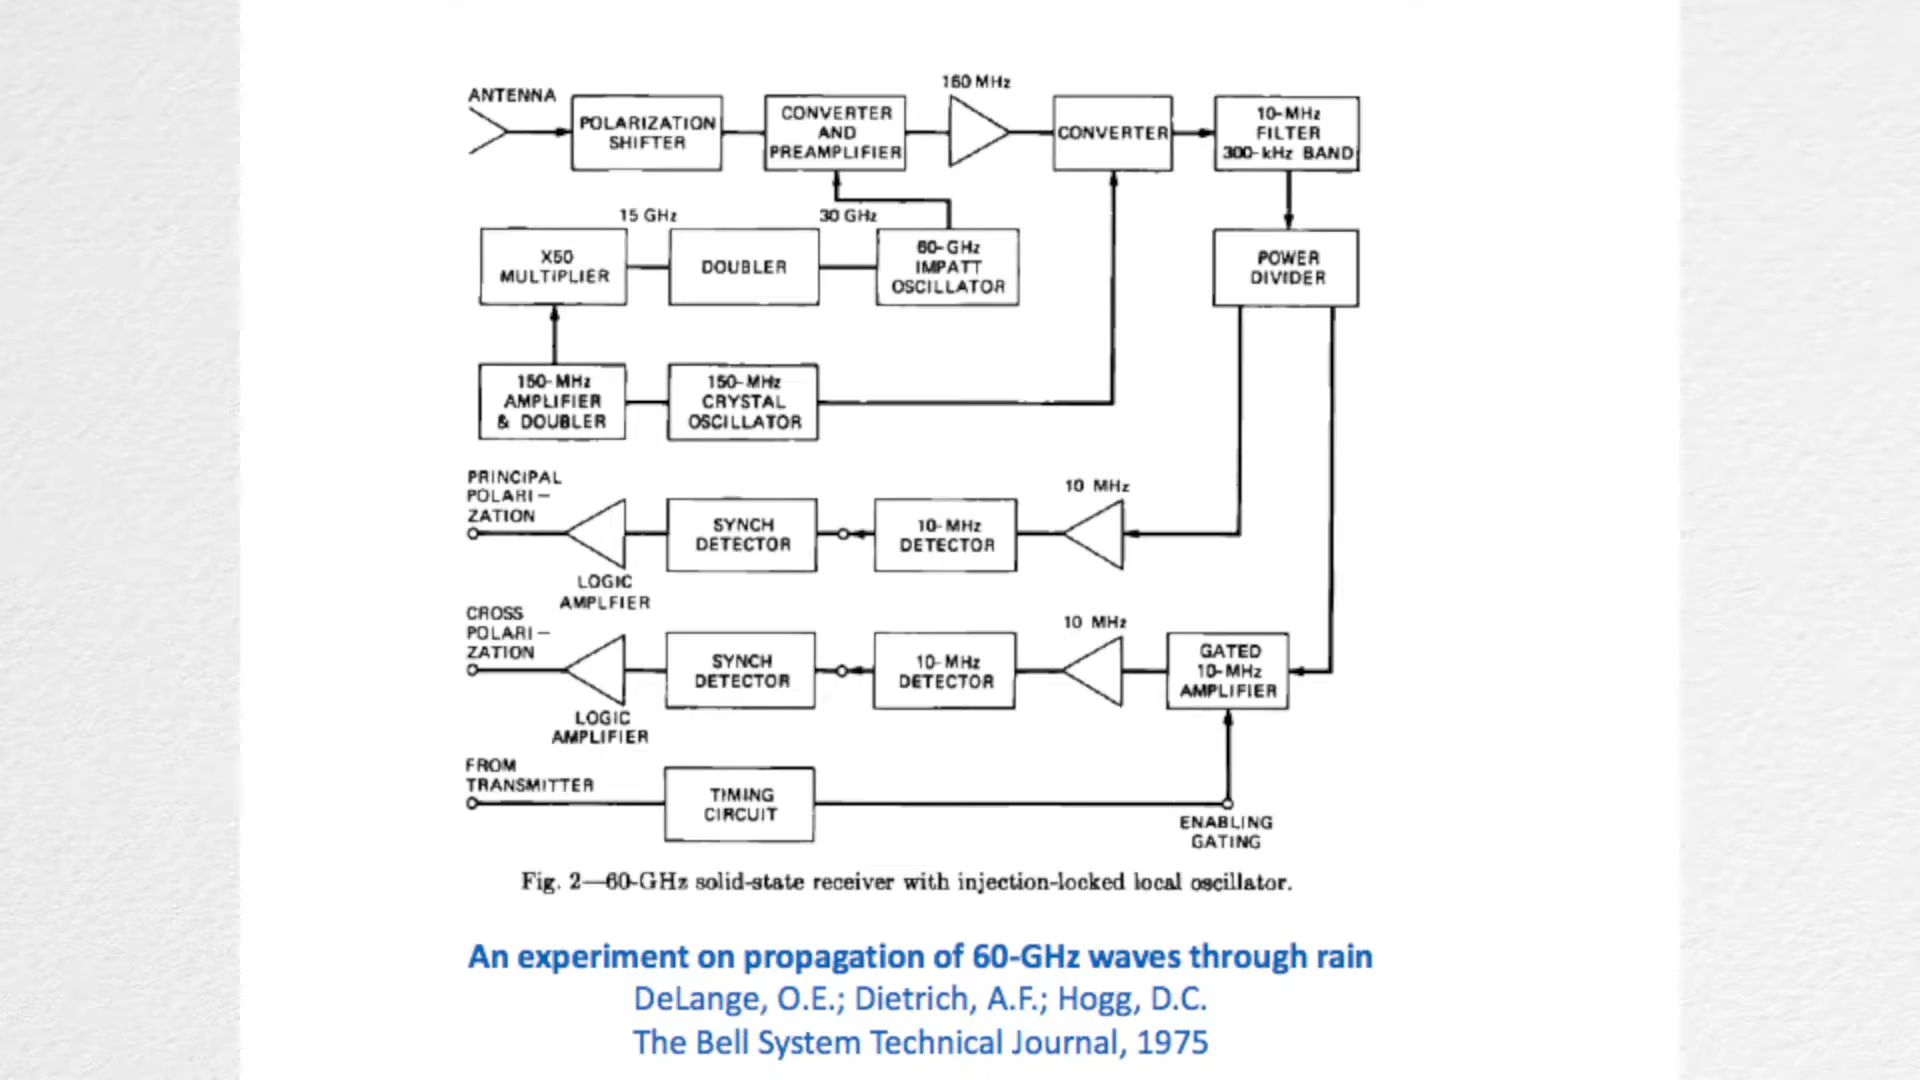 ANTENNA
POLARIZATION
SHIFTER
CONVERTER
AND
PREAMPLIFIER
160 MHz
CONVERTER
10-MHz
FILTER
300-kHz BAND
X50
MULTIPLIER
15 GHz
DOUBLER
30 GHz
60-GHz
IMPATT
OSCILLATOR
POWER
DIVIDER
150-MHz
AMPLIFIER
& DOUBLER
150-MHz
CRYSTAL
OSCILLATOR
PRINCIPAL
POLARI-
ZATION
LOGIC
AMPLFIER
SYNCH
DETECTOR
10-MHz
DETECTOR
10 MHz
CROSS
POLARI-
ZATION
LOGIC
AMPLIFIER
SYNCH
DETECTOR
10-MHz
DETECTOR
10 MHz
GATED
10-MHz
AMPLIFIER
FROM
TRANSMITTER
TIMING
CIRCUIT
ENABLING
GATING
Fig. 2—60-GHz solid-state receiver with injection-locked local oscillator.
An experiment on propagation of 60-GHz waves through rain
DeLange, O.E.; Dietrich, A.F.; Hogg, D.C.
The Bell System Technical Journal, 1975